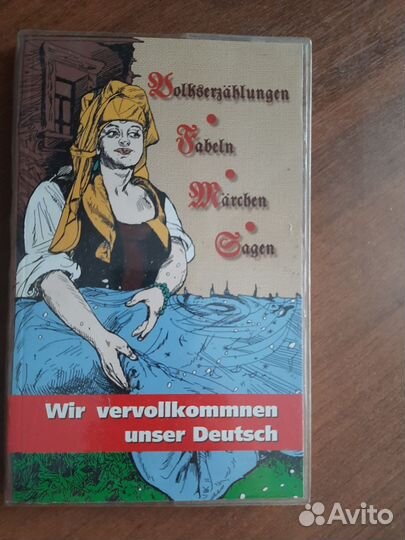 Volkserzählungen
Fabeln
Märchen
Sagen
Wir vervollkommnen
unser Deutsch
Avito